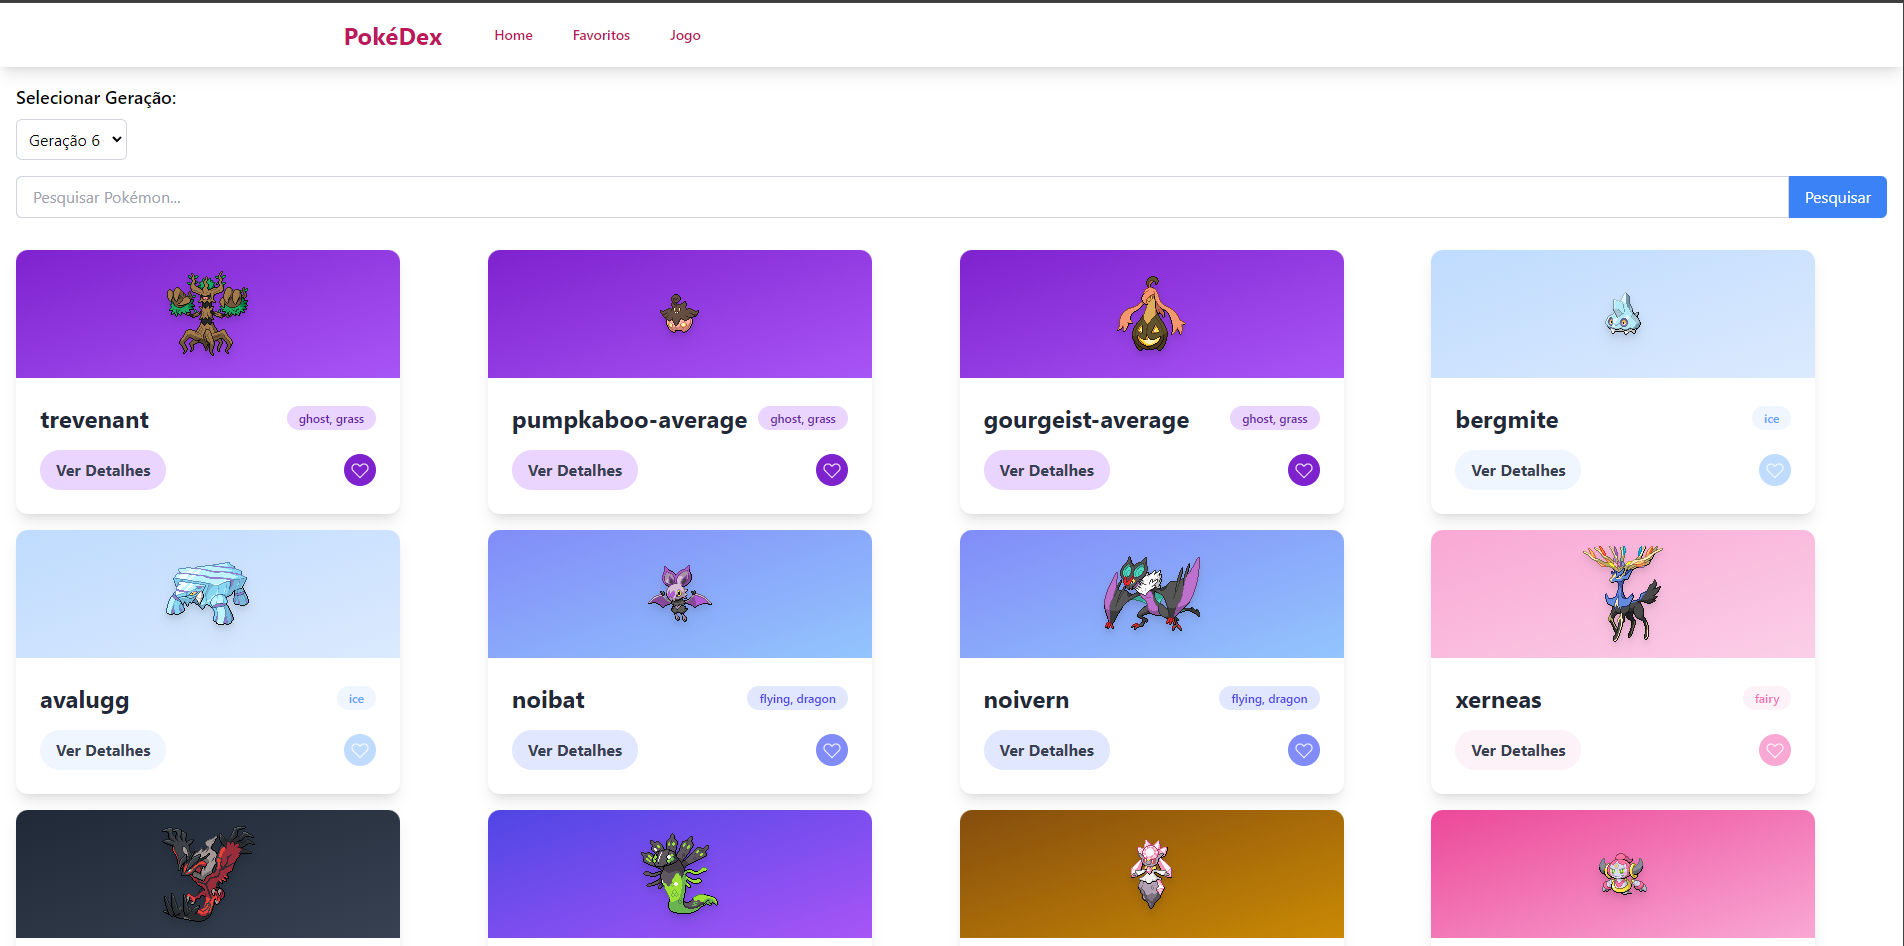 PokéDex Home Favoritos Jogo
Selecionar Geração:
Geração 6
Pesquisar Pokémon... Pesquisar
trevenant ghost, grass
Ver Detalhes
pumpkaboo-average ghost, grass
Ver Detalhes
gourgeist-average ghost, grass
Ver Detalhes
bergmite ice
Ver Detalhes
avalugg ice
Ver Detalhes
noibat flying, dragon
Ver Detalhes
noivern flying, dragon
Ver Detalhes
xerneas fairy
Ver Detalhes